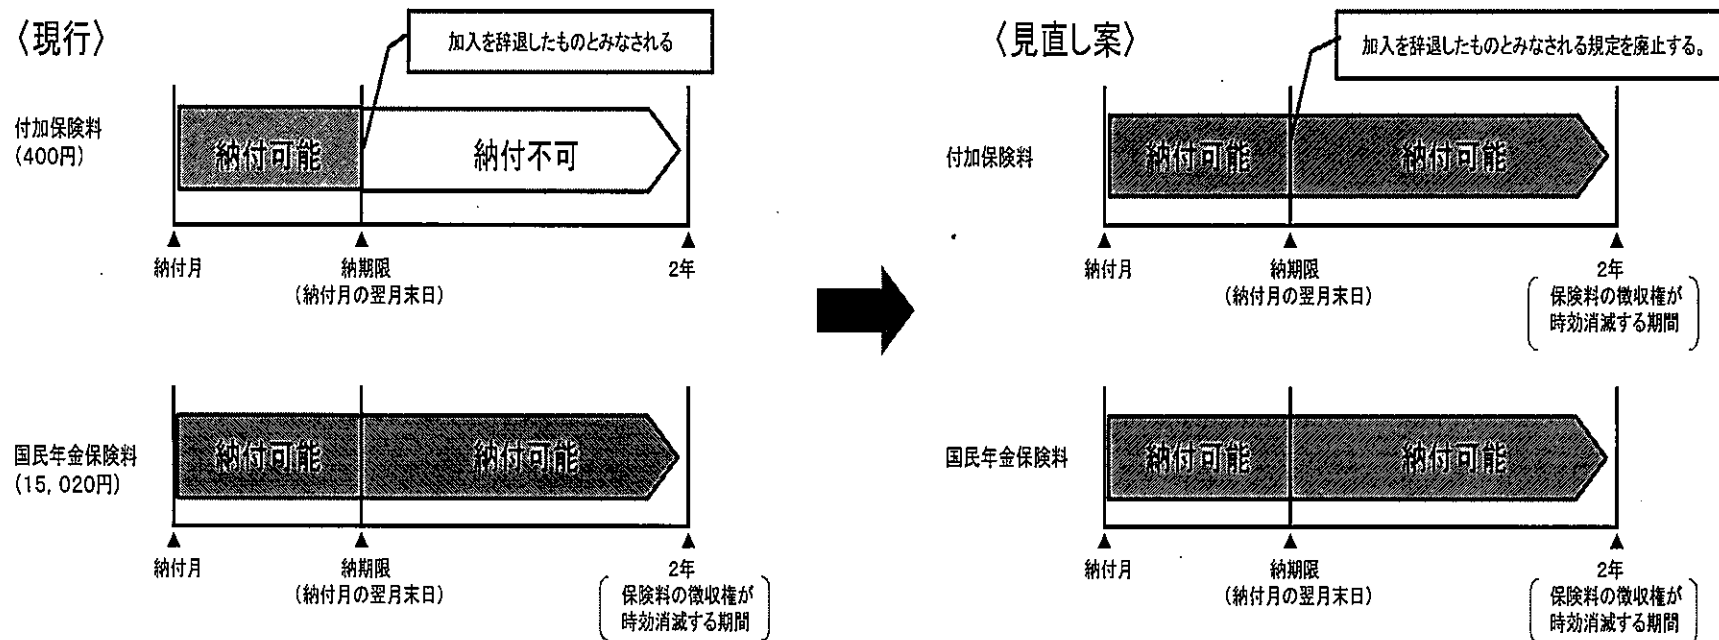 〈現行〉
加入を辞退したものとみなされる
付加保険料
(400円)
納付可能
納付不可
納付月
納期限
(納付月の翌月末日)
2年
国民年金保険料
(15,020円)
納付可能
納付可能
納付月
納期限
(納付月の翌月末日)
2年
保険料の徴収権が
時効消滅する期間
〈見直し案〉
加入を辞退したものとみなされる規定を廃止する。
付加保険料
納付可能
納付可能
納付月
納期限
(納付月の翌月末日)
2年
保険料の徴収権が
時効消滅する期間
国民年金保険料
納付可能
納付可能
納付月
納期限
(納付月の翌月末日)
2年
保険料の徴収権が
時効消滅する期間